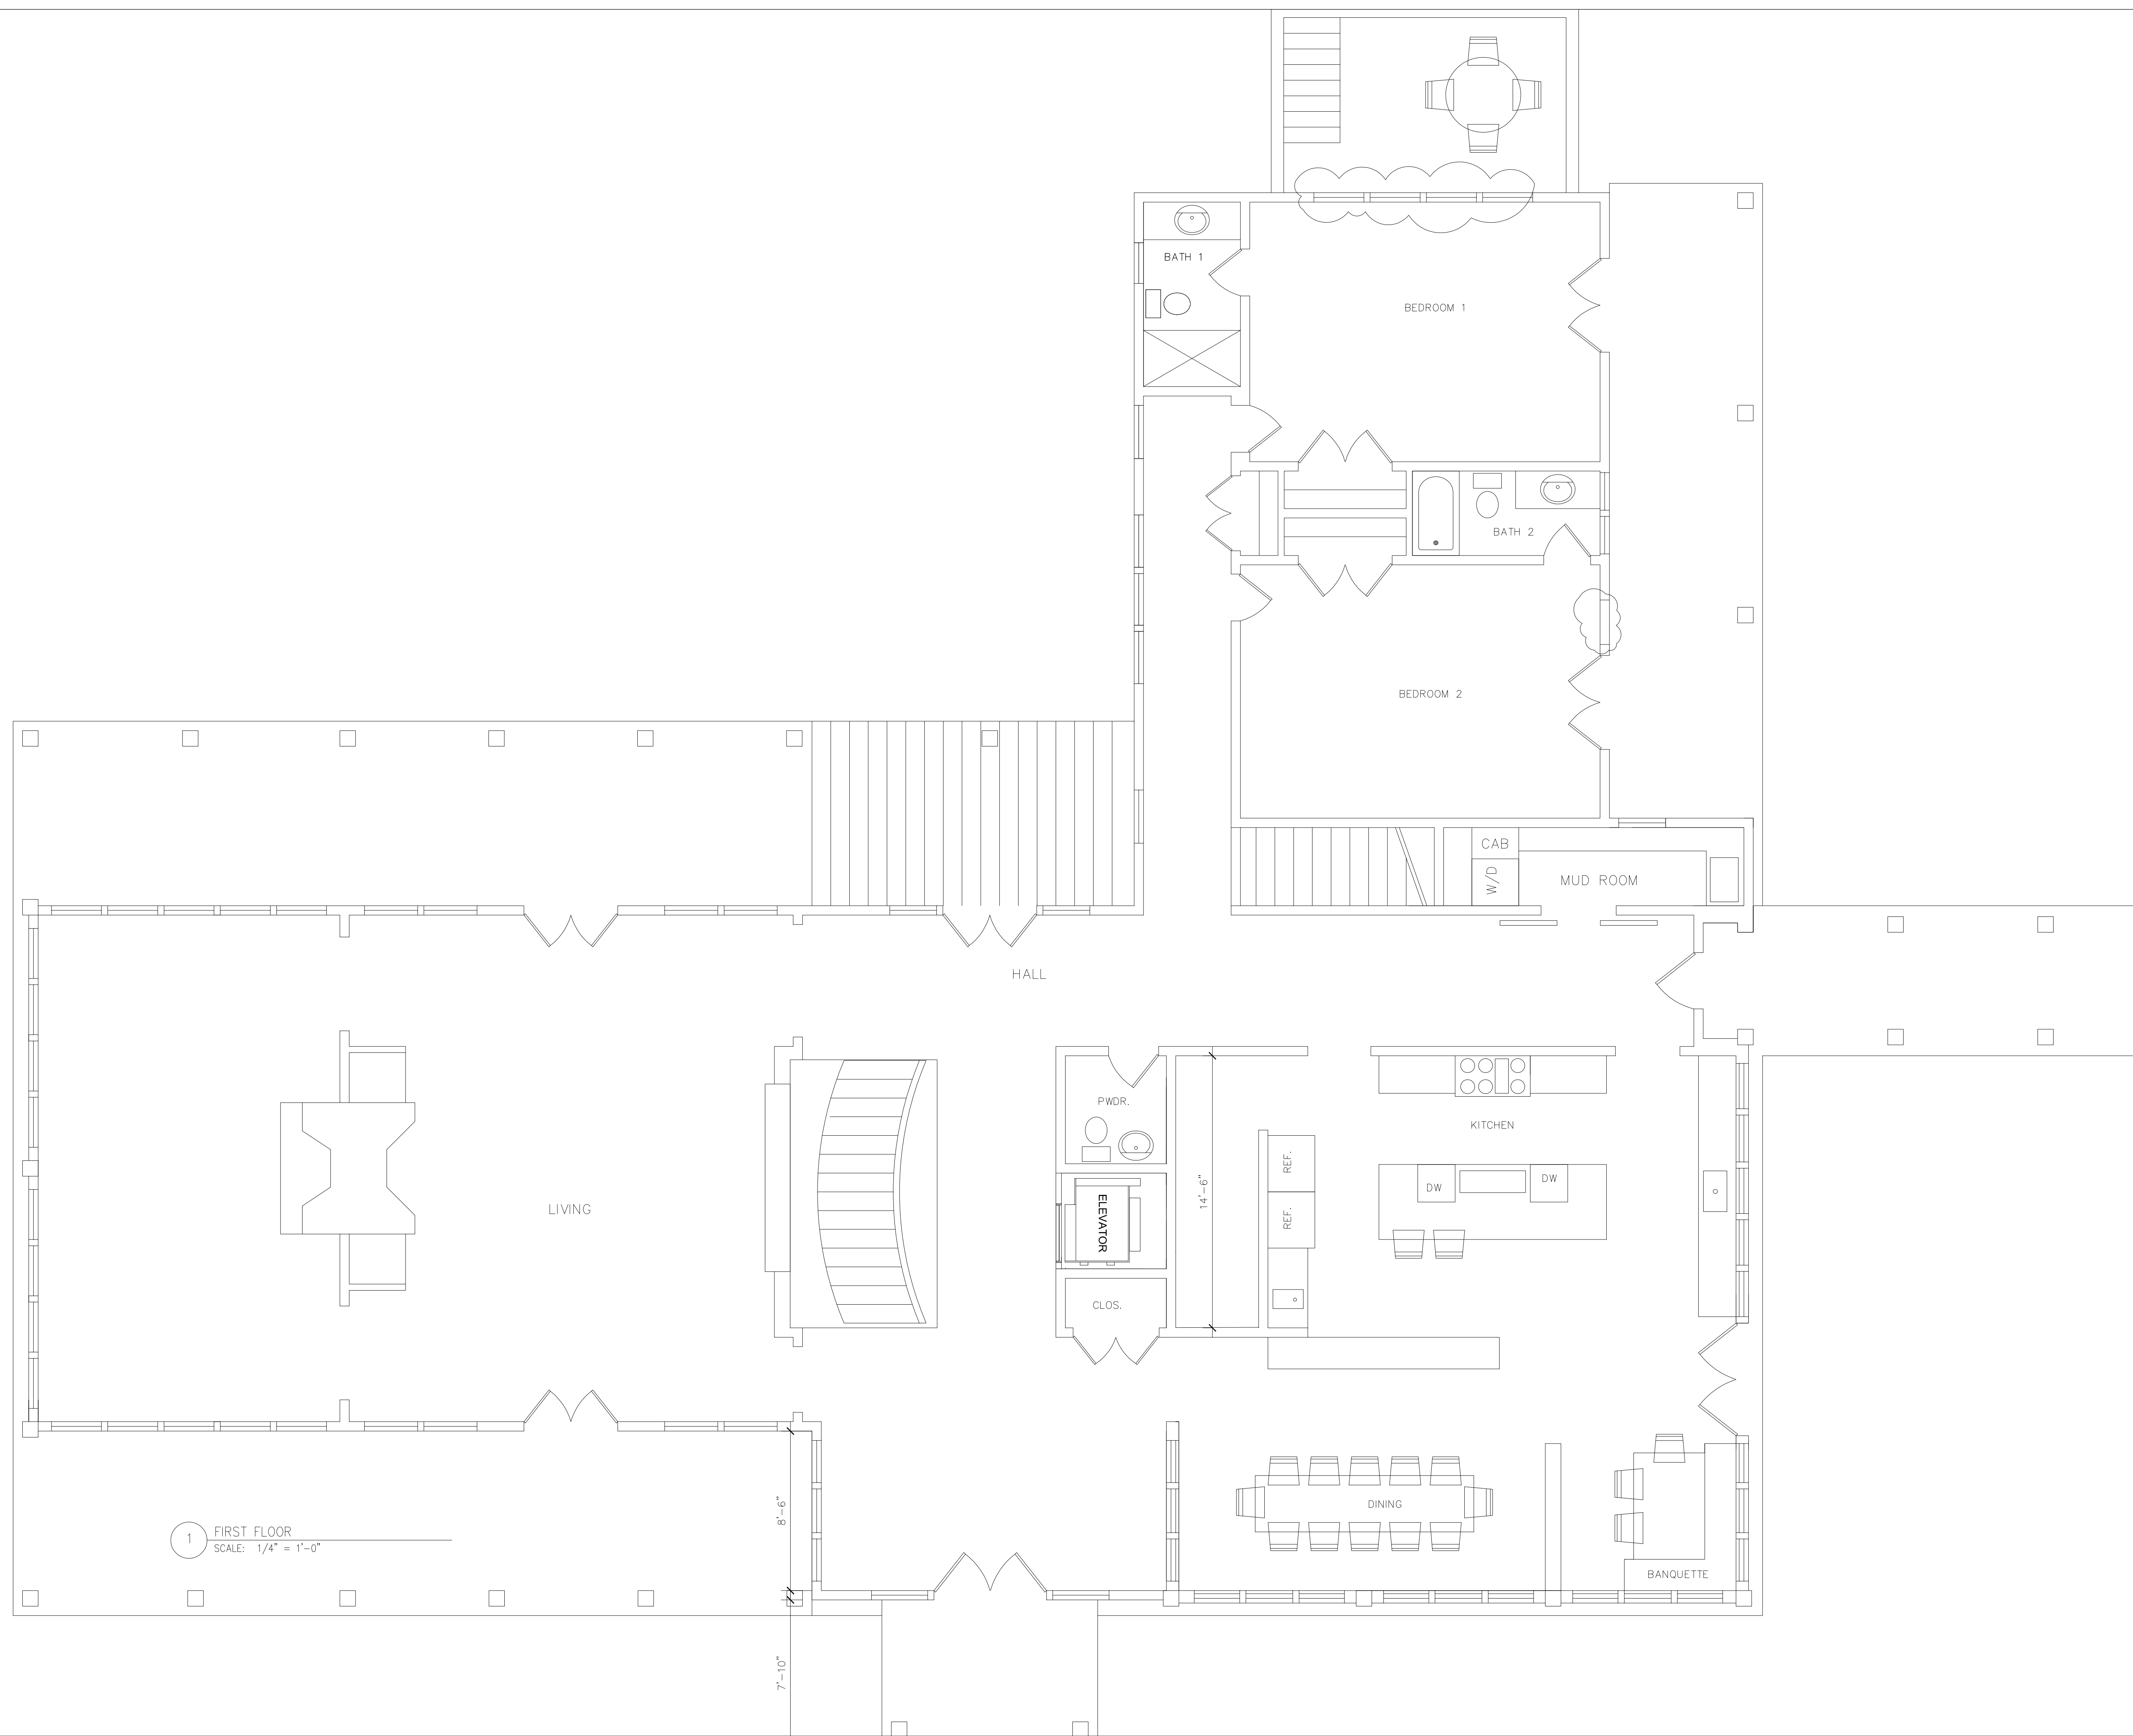 BATH 1
BEDROOM 1
BATH 2
BEDROOM 2
CAB
W/D
MUD ROOM
HALL
PWDR.
KITCHEN
REF.
REF.
14'-6"
DW
DW
ELEVATOR
LIVING
CLOS.
8'-6"
DINING
BANQUETTE
1
FIRST FLOOR
SCALE: 1/4" = 1'-0"
7'-10"